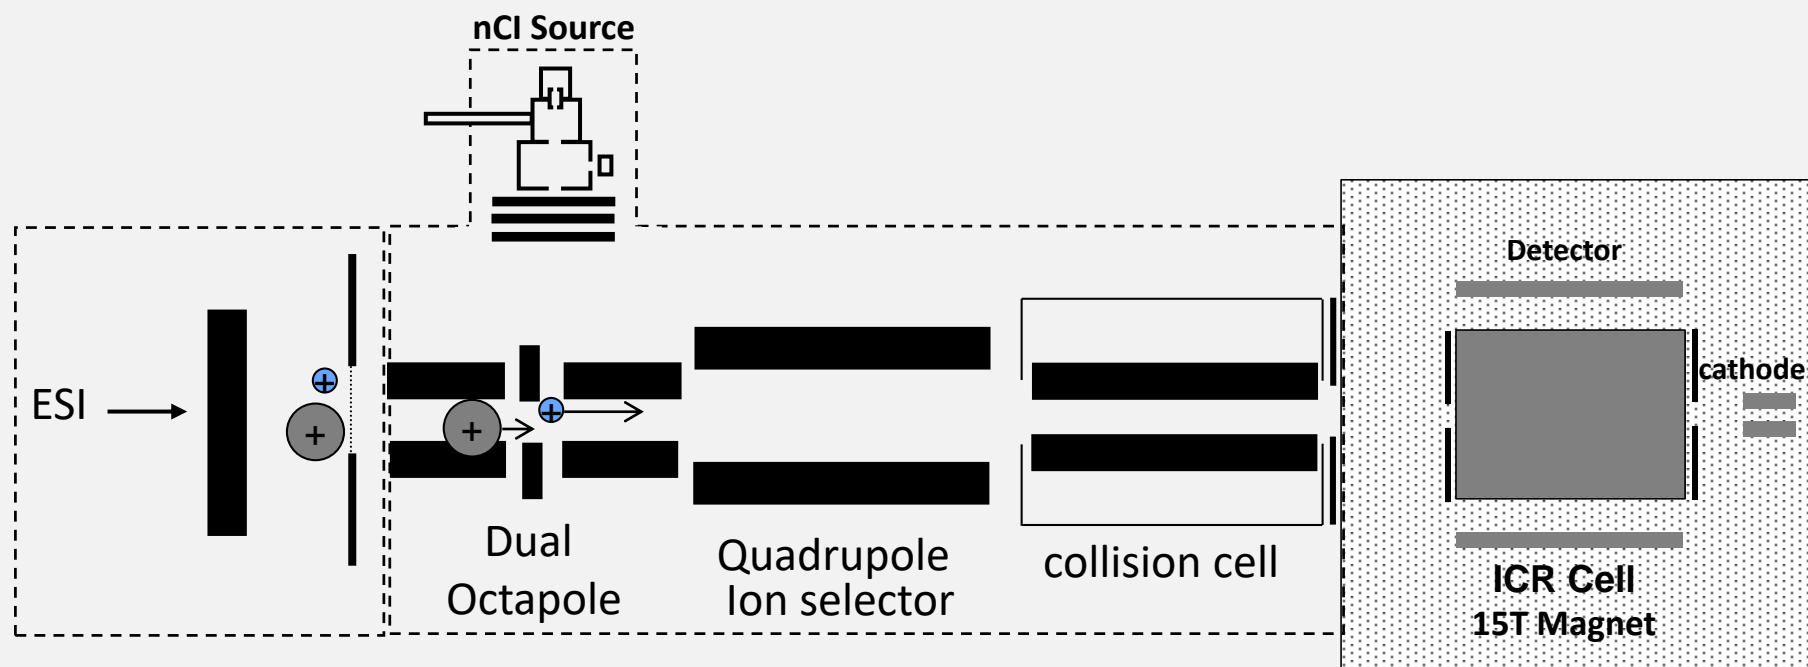 nCI Source
ESI
+
+
+
+
Dual
Octapole
Quadrupole
Ion selector
collision cell
Detector
cathode
ICR Cell
15T Magnet